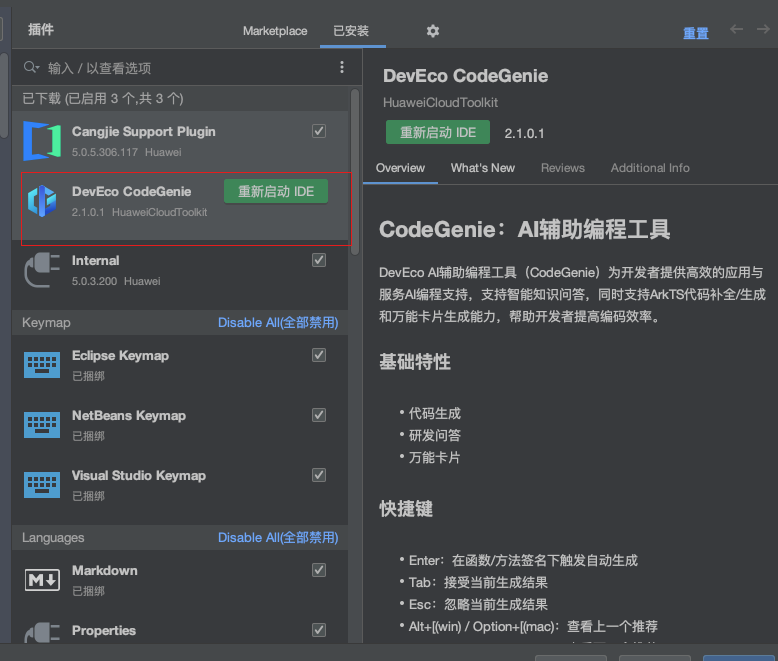 插件
Marketplace
已安装
重置
输入 / 以查看选项
已下载 (已启用 3 个,共 3 个)
Cangjie Support Plugin
5.0.5.306.117 Huawei
DevEco CodeGenie
重新启动 IDE
2.1.0.1 HuaweiCloudToolkit
Internal
5.0.3.200 Huawei
Keymap
Disable All(全部禁用)
Eclipse Keymap
已捆绑
NetBeans Keymap
已捆绑
Visual Studio Keymap
已捆绑
Languages
Disable All(全部禁用)
Markdown
已捆绑
Properties
DevEco CodeGenie
HuaweiCloudToolkit
重新启动 IDE
2.1.0.1
Overview
What's New
Reviews
Additional Info
CodeGenie：AI辅助编程工具
DevEco AI辅助编程工具（CodeGenie）为开发者提供高效的应用与
服务AI编程支持，支持智能知识问答，同时支持ArkTS代码补全/生成
和万能卡片生成能力，帮助开发者提高编码效率。
基础特性
• 代码生成
• 研发问答
• 万能卡片
快捷键
• Enter：在函数/方法签名下触发自动生成
• Tab：接受当前生成结果
• Esc：忽略当前生成结果
• Alt+[(win) / Option+[(mac)：查看上一个推荐